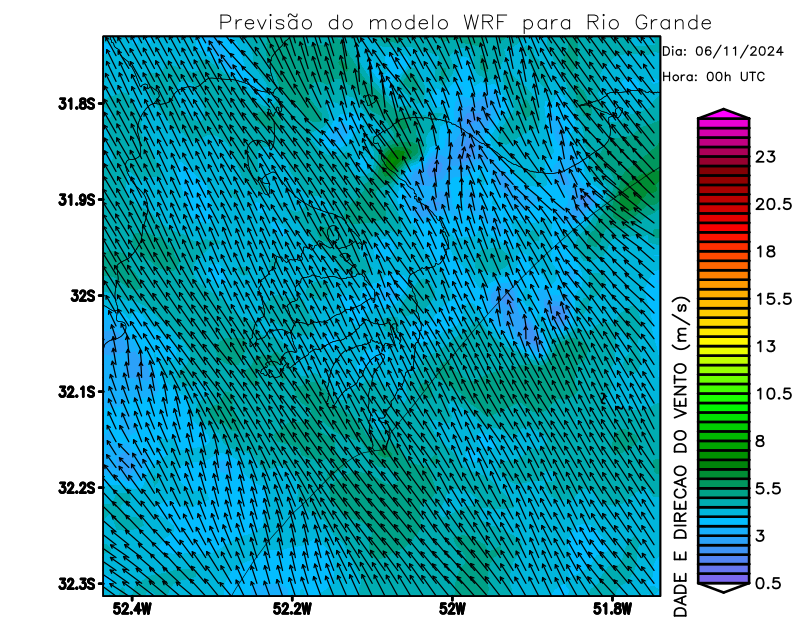 Previsão do modelo WRF para Rio Grande
Dia: 06/11/2024
Hora: 00h UTC
31.8S
31.9S
32S
32.1S
32.2S
32.3S
52.4W
52.2W
52W
51.8W
23
20.5
18
15.5
13
10.5
8
5.5
3
0.5
DADE E DIRECAO DO VENTO (m/s)